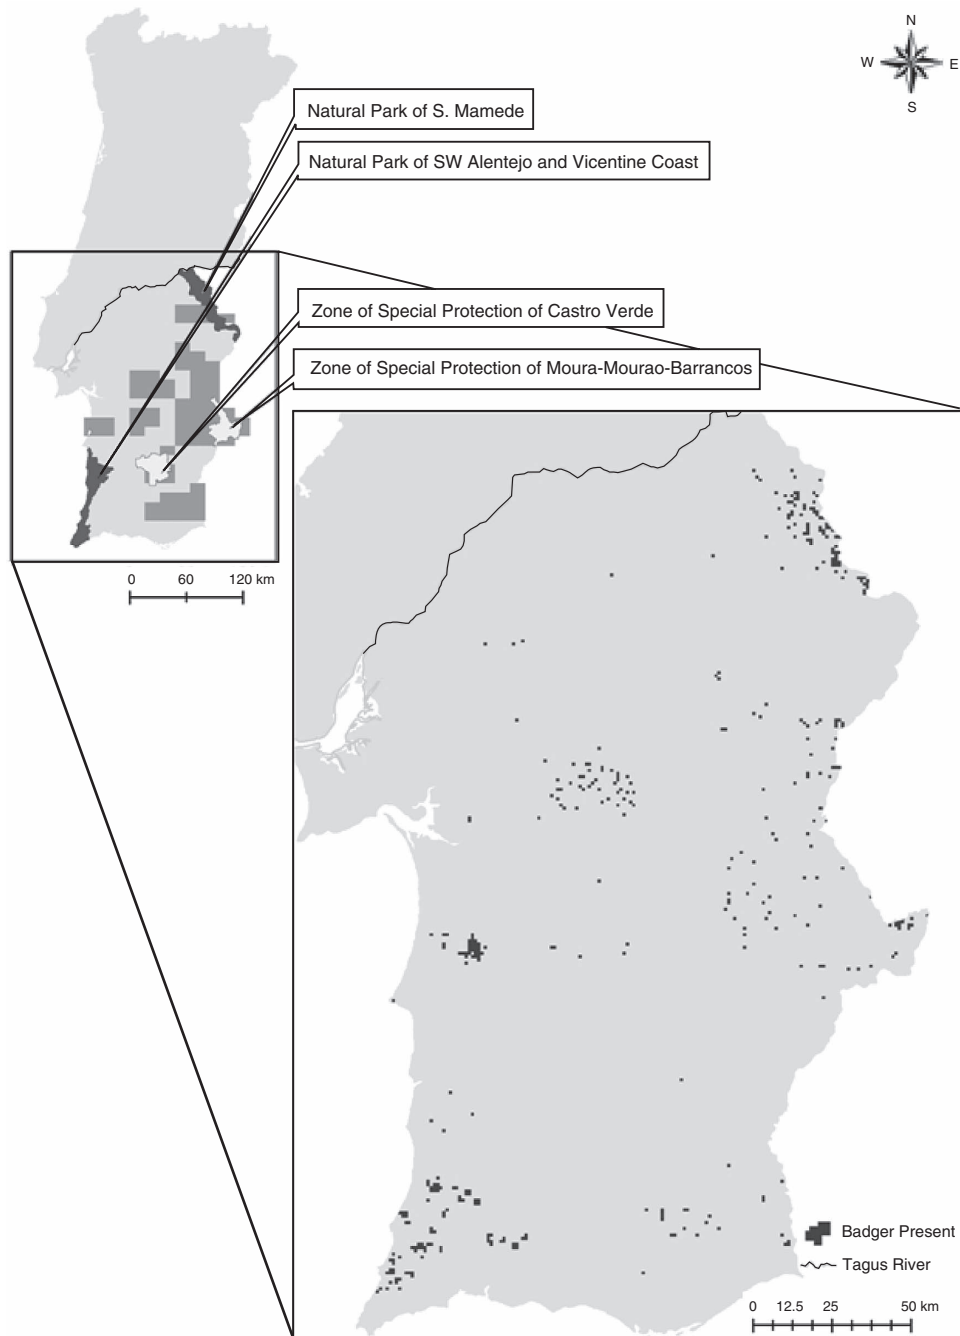 N
W
E
S
Natural Park of S. Mamede
Natural Park of SW Alentejo and Vicentine Coast
Zone of Special Protection of Castro Verde
Zone of Special Protection of Moura-Mourao-Barrancos
0 60 120 km
Badger Present
Tagus River
0 12.5 25 50 km